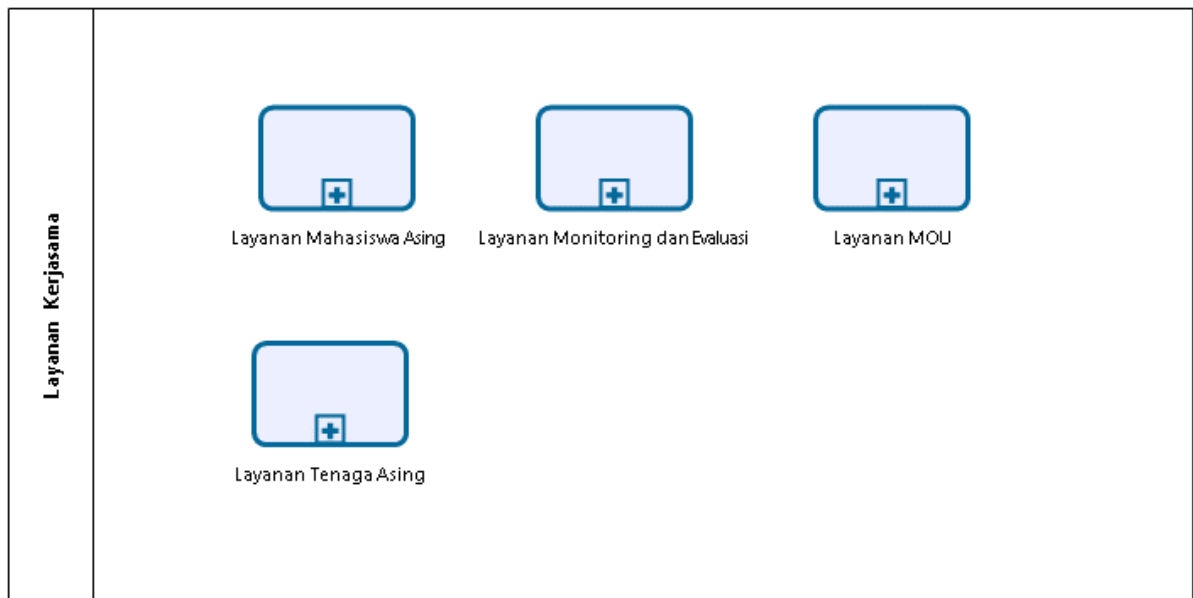 Layanan Kerjasama
Layanan Mahasiswa Asing
Layanan Monitoring dan Evaluasi
Layanan MOU
Layanan Tenaga Asing